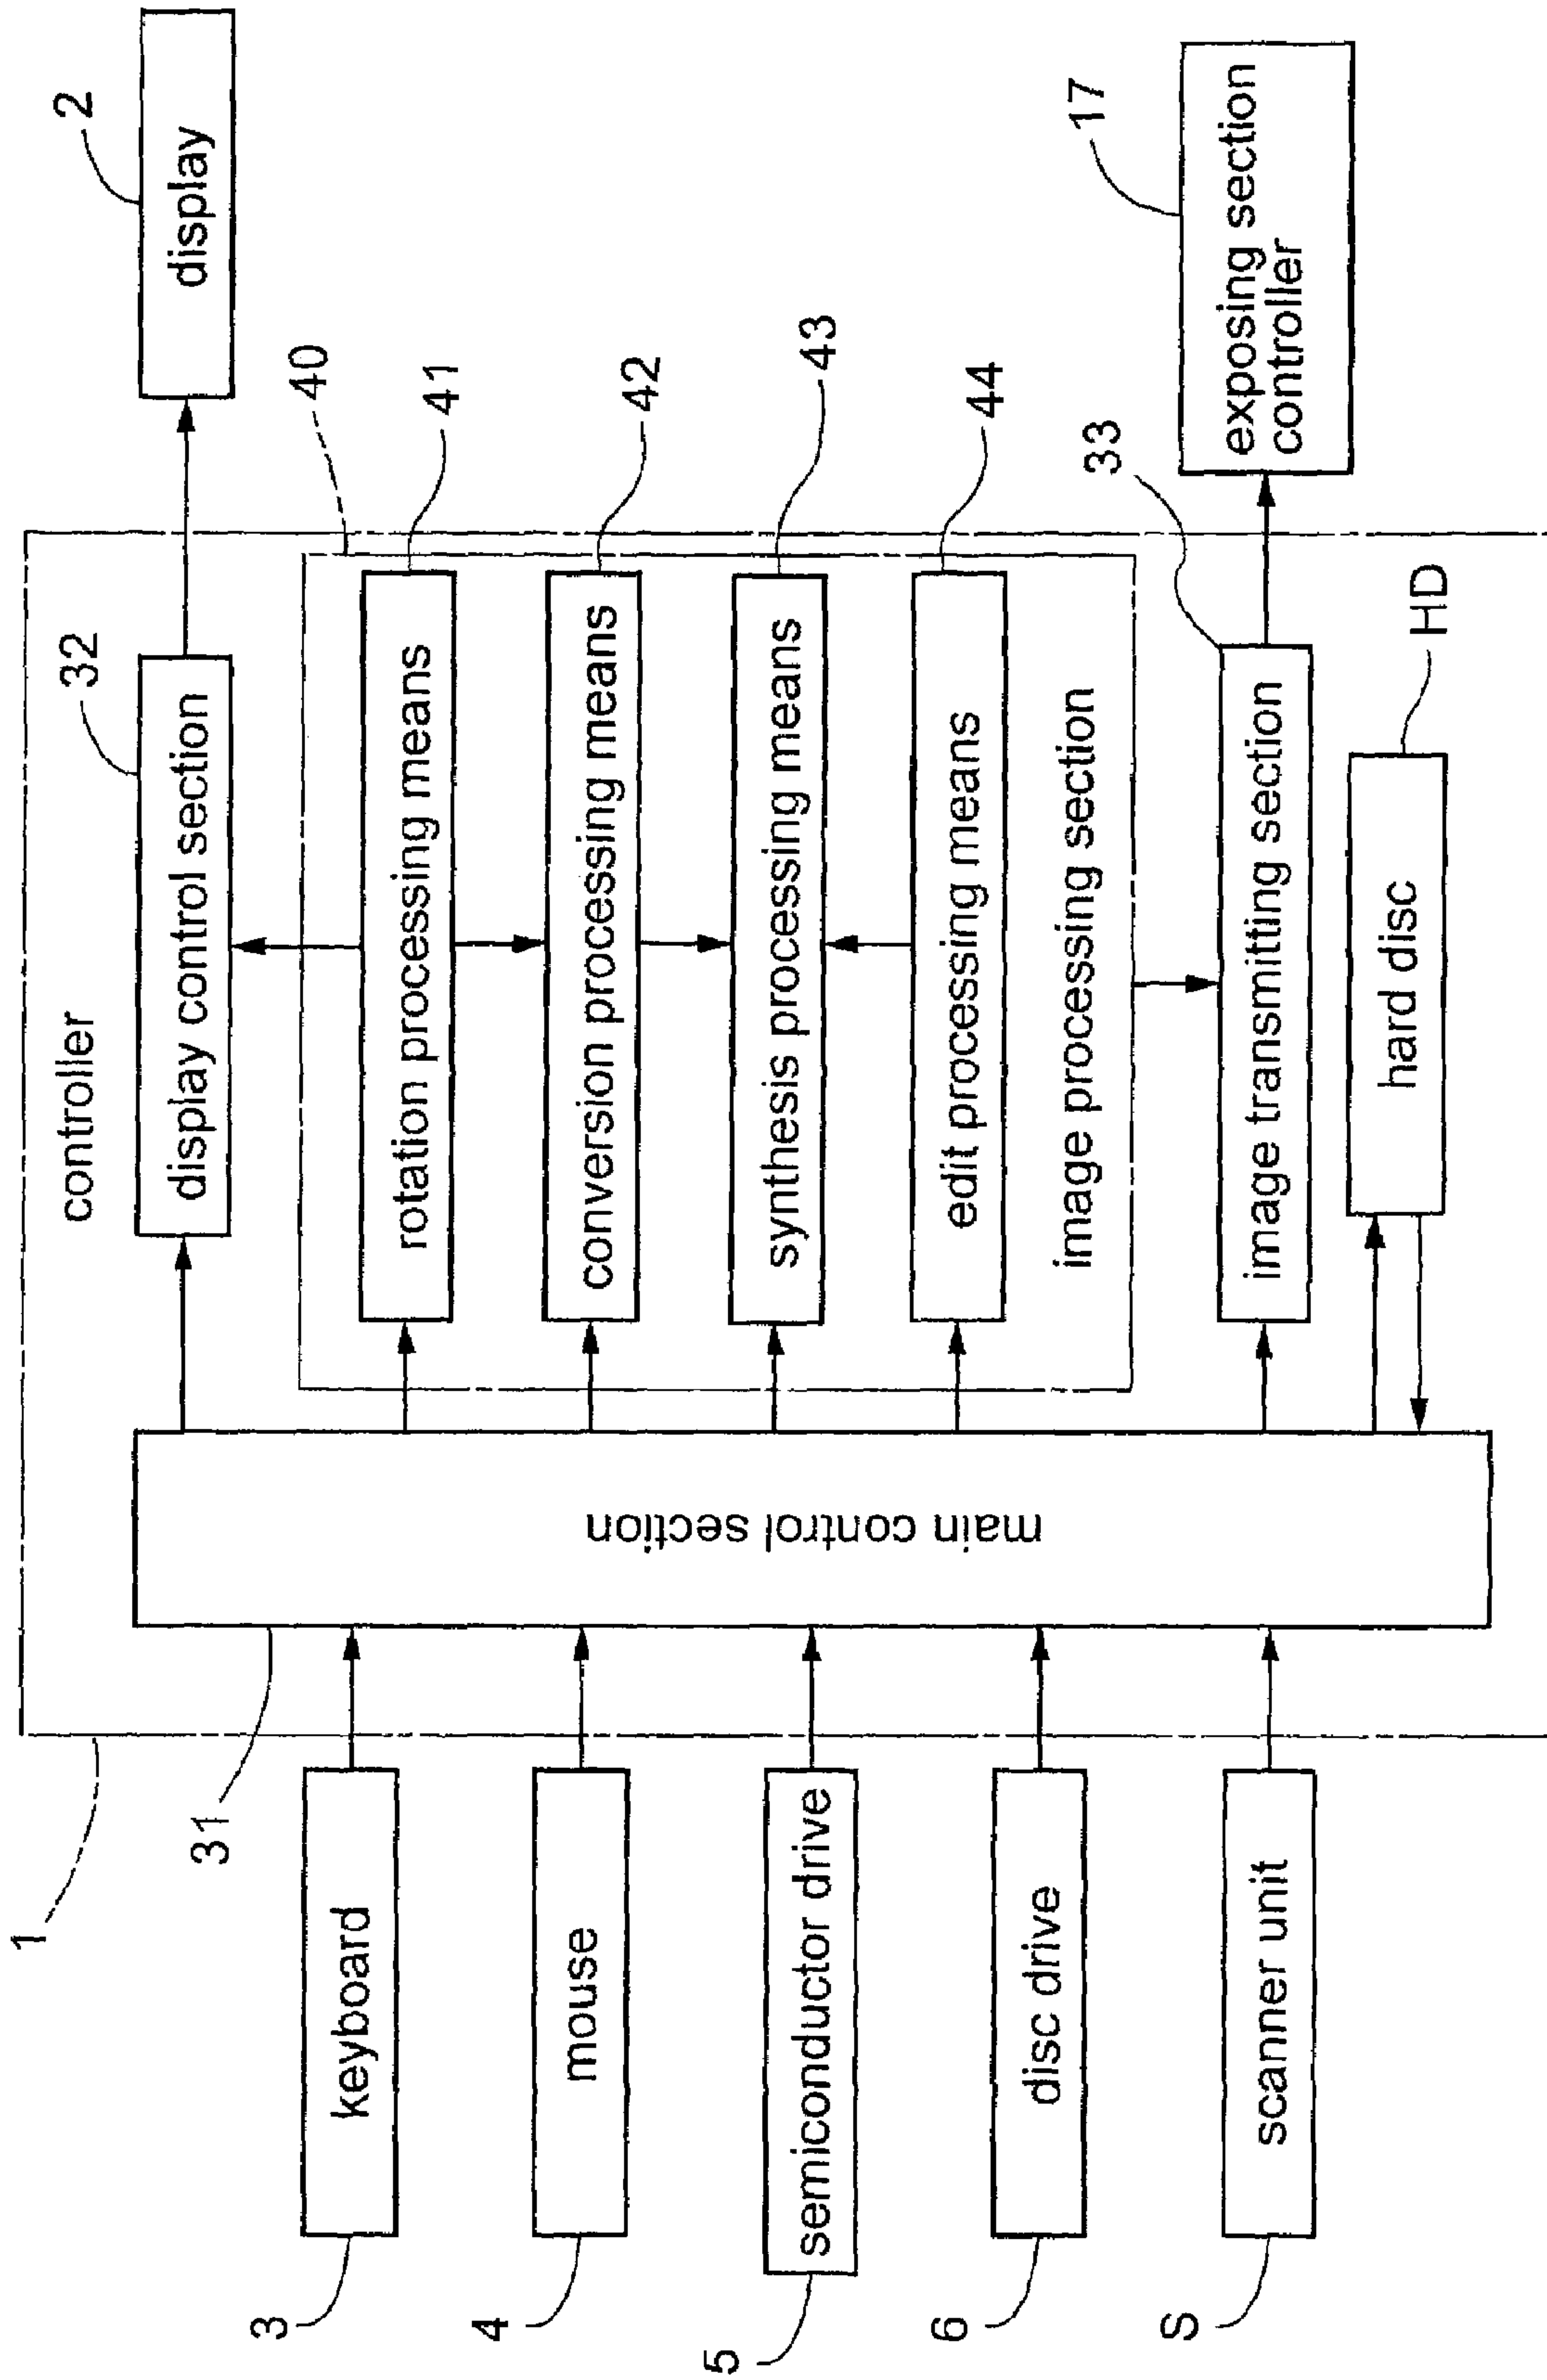 1
controller
31
main control section
3
keyboard
4
mouse
5
semiconductor drive
6
disc drive
S
scanner unit
32
display control section
2
display
40
rotation processing means
41
conversion processing means
42
synthesis processing means
43
edit processing means
44
image processing section
33
image transmitting section
17
exposing section
controller
hard disc
HD